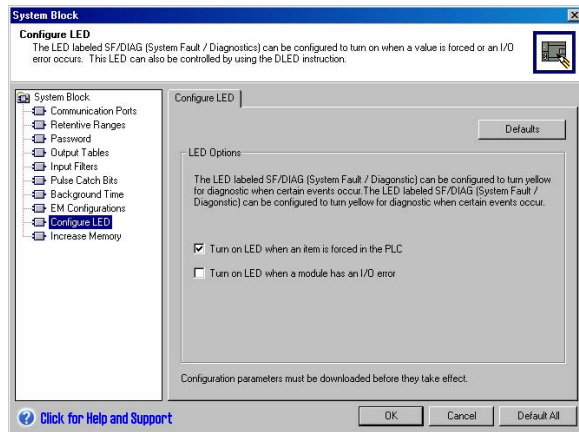 System Block
Configure LED
The LED labeled SF/DIAG (System Fault / Diagnostics) can be configured to turn on when a value is forced or an I/O
error occurs. This LED can also be controlled by using the DLED instruction.
System Block
Communication Ports
Retentive Ranges
Password
Output Tables
Input Filters
Pulse Catch Bits
Background Time
EM Configurations
Configure LED
Increase Memory
Configure LED
Defaults
LED Options
The LED labeled SF/DIAG (System Fault / Diagonstic) can be configured to turn yellow
for diagnostic when certain events occur.The LED labeled SF/DIAG (System Fault /
Diagonstic) can be configured to turn yellow for diagnostic when certain events occur.
Turn on LED when an item is forced in the PLC
Turn on LED when a module has an I/O error
Configuration parameters must be downloaded before they take effect.
Click for Help and Support
OK
Cancel
Default All